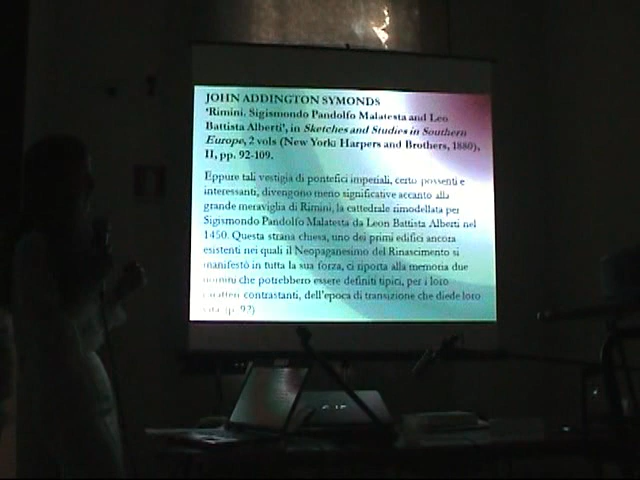 JOHN ADDINGTON SYMONDS
'Rimini. Sigismondo Pandolfo Malatesta and Leo
Battista Alberti', in Sketches and Studies in Southern
Europe, 2 vols (New York: Harpers and Brothers, 1880),
II, pp. 92-109.
Eppure tali vestigia di pontefici imperiali, certo possenti e
interessanti, divengono meno significative accanto alla
grande meraviglia di Rimini, la cattedrale rimodellata per
Sigismondo Pandolfo Malatesta da Leon Battista Alberti nel
1450. Questa strana chiesa, uno dei primi edifici ancora
esistenti nei quali il Neopaganesimo del Rinascimento si
manifestò in tutta la sua forza, ci riporta alla memoria due
uomini che potrebbero essere definiti tipici, per i loro
caratteri contrastanti, dell'epoca di transizione che diede loro
vita (p. 92)